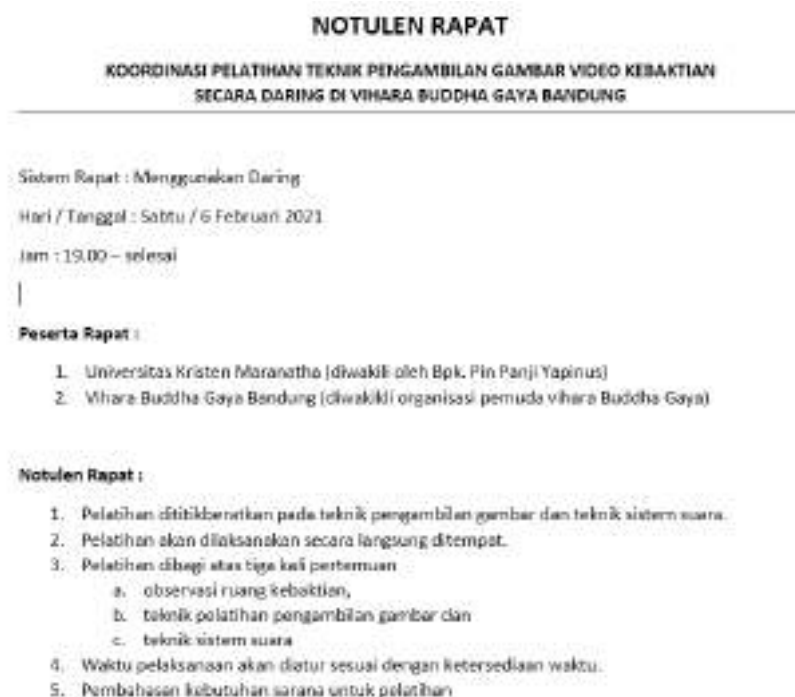 NOTULEN RAPAT
KOORDINASI PELATIHAN TEKNIK PENGAMBILAN GAMBAR VIDEO KEBAKTIAN
SECARA DARING DI VIHARA BUDDHA GAYA BANDUNG
Sistem Rapat : Menggunakan Daring
Hari / Tanggal : Sabtu / 6 Februari 2021
Jam : 19.00 – selesai
Peserta Rapat :
1. Universitas Kristen Maranatha (diwakili oleh Bpk. Pin Panji Yapinus)
2. Vihara Buddha Gaya Bandung (diwakikli organisasi pemuda vihara Buddha Gaya)
Notulen Rapat :
1. Pelatihan dititikberatkan pada teknik pengambilan gambar dan teknik sistem suara.
2. Pelatihan akan dilaksanakan secara langsung ditempat.
3. Pelatihan dibagi atas tiga kali pertemuan
a. observasi ruang kebaktian,
b. teknik pelatihan pengambilan gambar dan
c. teknik sistem suara
4. Waktu pelaksanaan akan diatur sesuai dengan ketersediaan waktu.
5. Pembahasan kebutuhan sarana untuk pelatihan